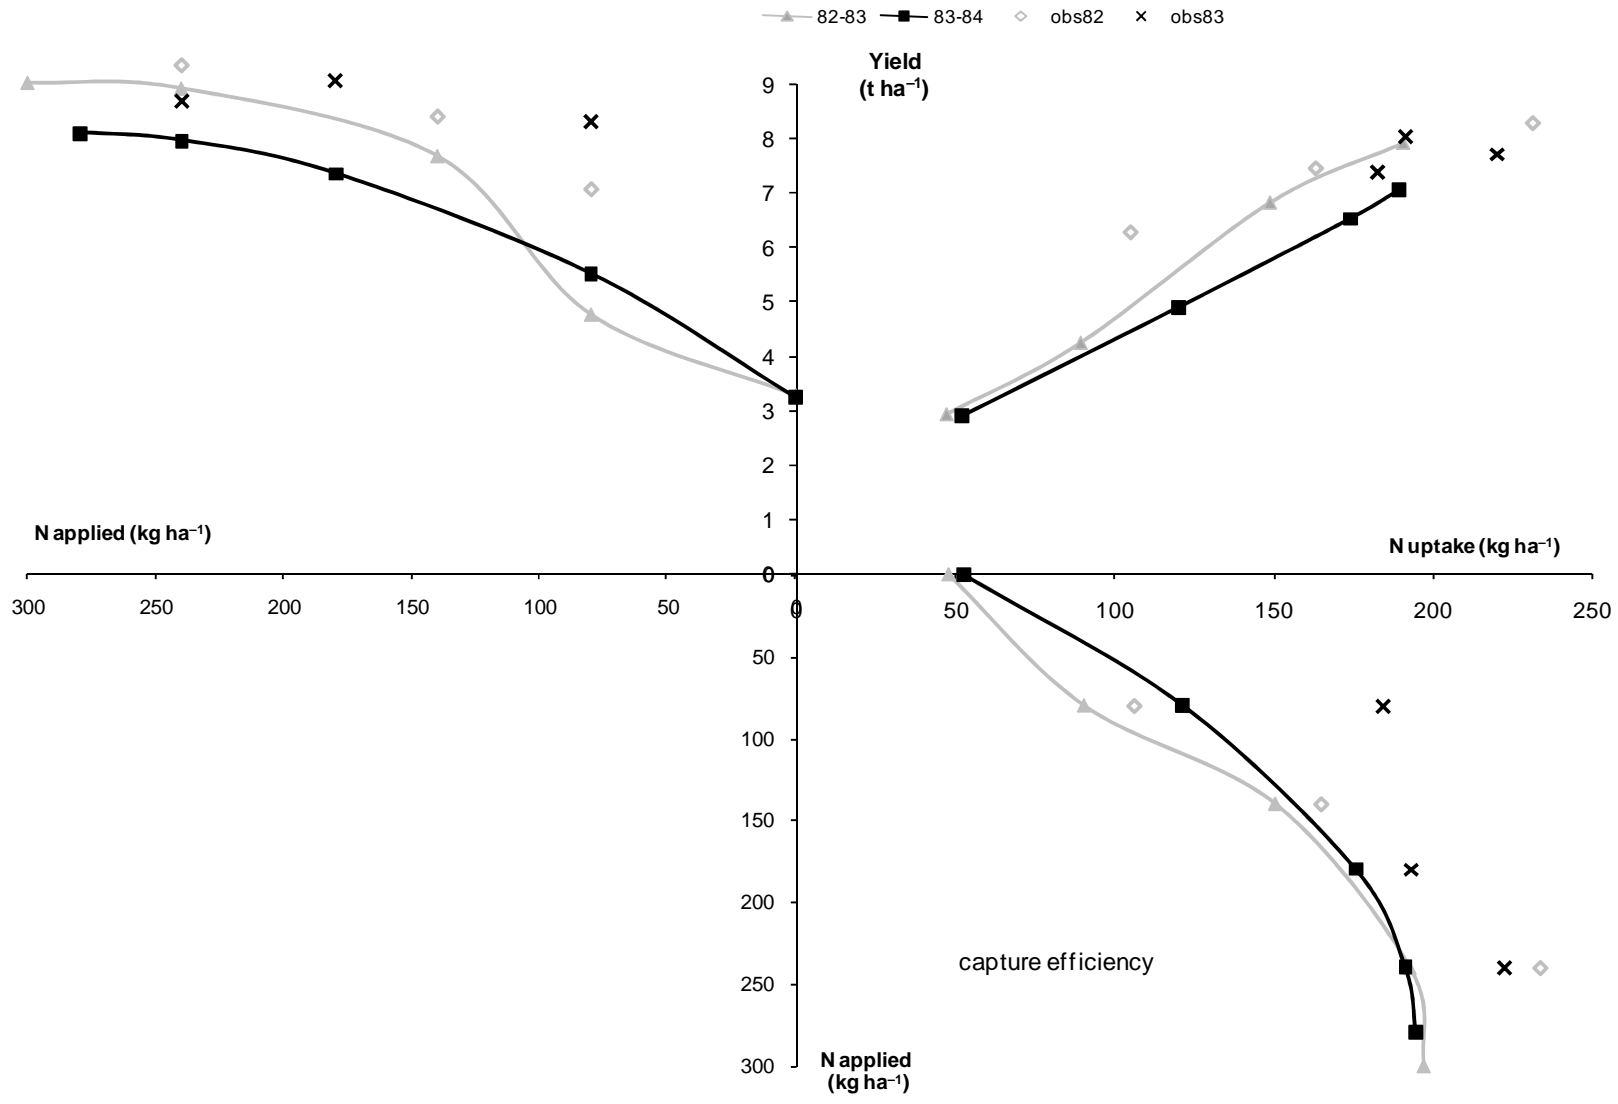 82-83 83-84 obs82 obs83
Yield
(t ha⁻¹)
9
8
7
6
5
4
3
2
1
0
N applied (kg ha⁻¹)
N uptake (kg ha⁻¹)
300 250 200 150 100 50 0
50 100 150 200 250
50
100
150
200
250
300
capture efficiency
N applied
(kg ha⁻¹)